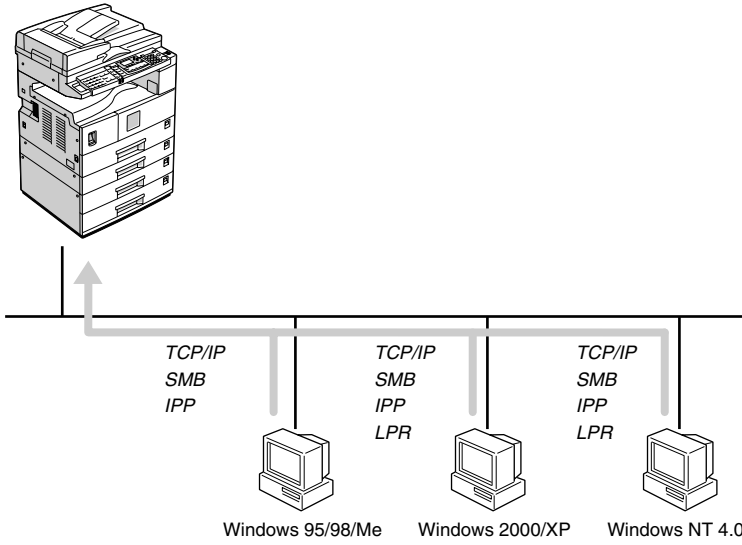 TCP/IP
SMB
IPP
TCP/IP
SMB
IPP
LPR
TCP/IP
SMB
IPP
LPR
Windows 95/98/Me
Windows 2000/XP
Windows NT 4.0